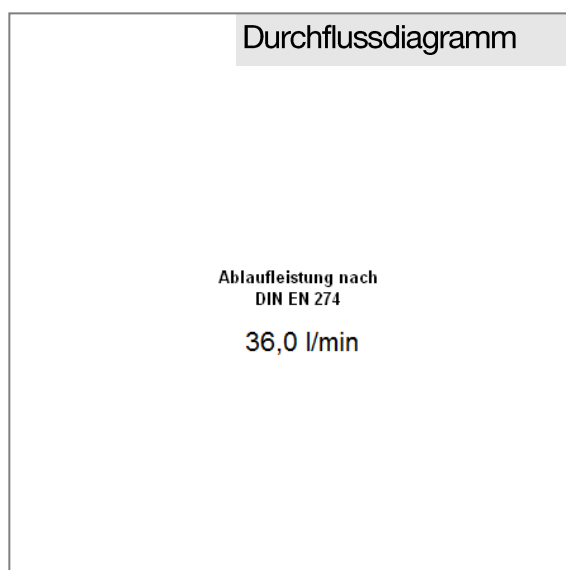 Durchflussdiagramm
Ablaufleistung nach
DIN EN 274
36,0 l/min